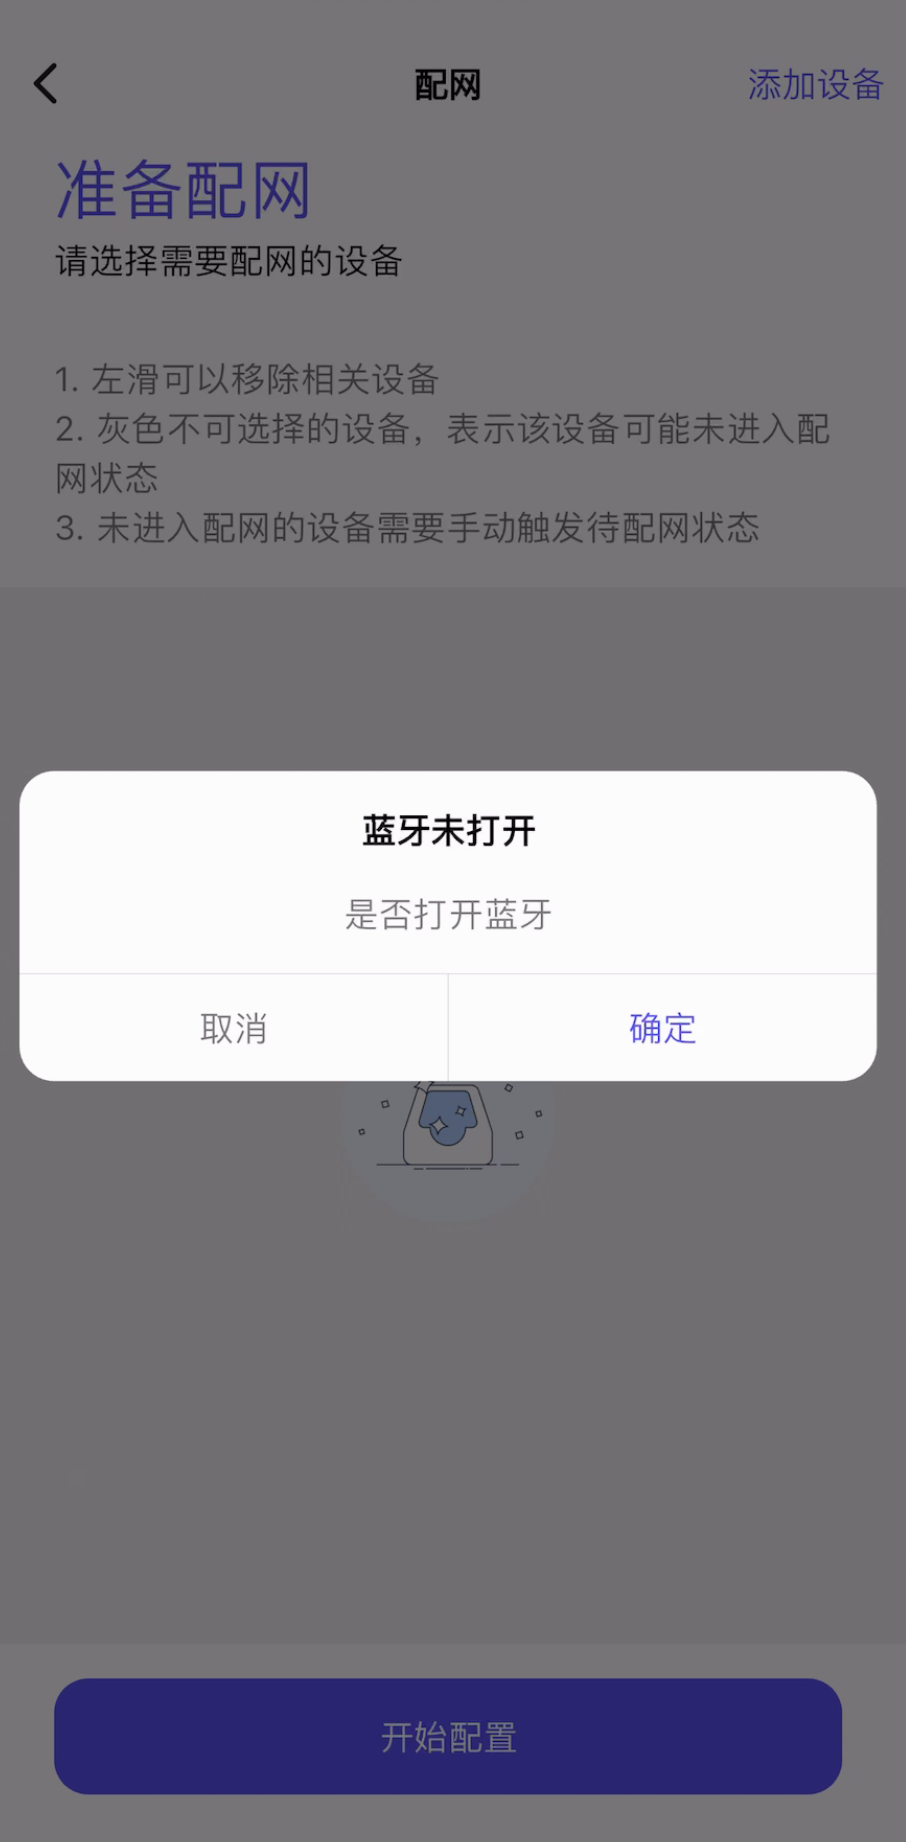 配网
添加设备
准备配网
请选择需要配网的设备
1. 左滑可以移除相关设备
2. 灰色不可选择的设备，表示该设备可能未进入配
网状态
3. 未进入配网的设备需要手动触发待配网状态
蓝牙未打开
是否打开蓝牙
取消
确定
开始配置